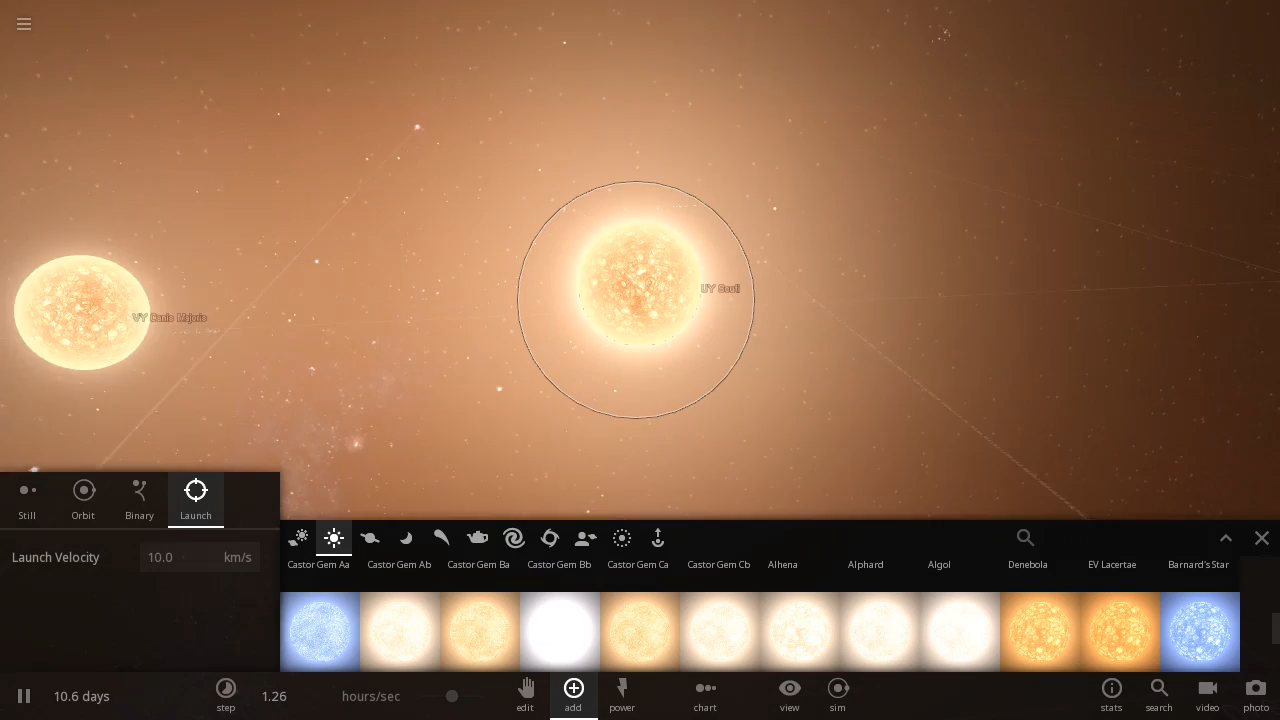 VY Canis Majoris
UY Scuti
Still
Orbit
Binary
Launch
Launch Velocity
10.0
km/s
Castor Gem Aa
Castor Gem Ab
Castor Gem Ba
Castor Gem Bb
Castor Gem Ca
Castor Gem Cb
Alhena
Alphard
Algol
Denebola
EV Lacertae
Barnard's Star
10.6 days
step
1.26
hours/sec
edit
add
power
chart
view
sim
stats
search
video
photo